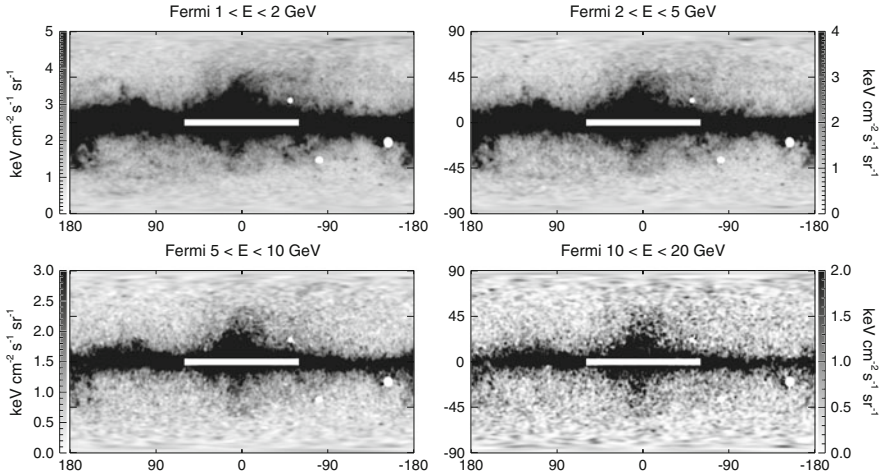 Fermi 1 < E < 2 GeV
Fermi 2 < E < 5 GeV
keV cm-2 s-1 sr-1
5
4
3
2
1
0
180 90 0 -90 -180
90
45
0
-45
-90
180 90 0 -90 -180
4
3
2
1
0
keV cm-2 s-1 sr-1
Fermi 5 < E < 10 GeV
Fermi 10 < E < 20 GeV
keV cm-2 s-1 sr-1
3.0
2.5
2.0
1.5
1.0
0.5
0.0
180 90 0 -90 -180
90
45
0
-45
-90
180 90 0 -90 -180
2.0
1.5
1.0
0.5
0.0
keV cm-2 s-1 sr-1